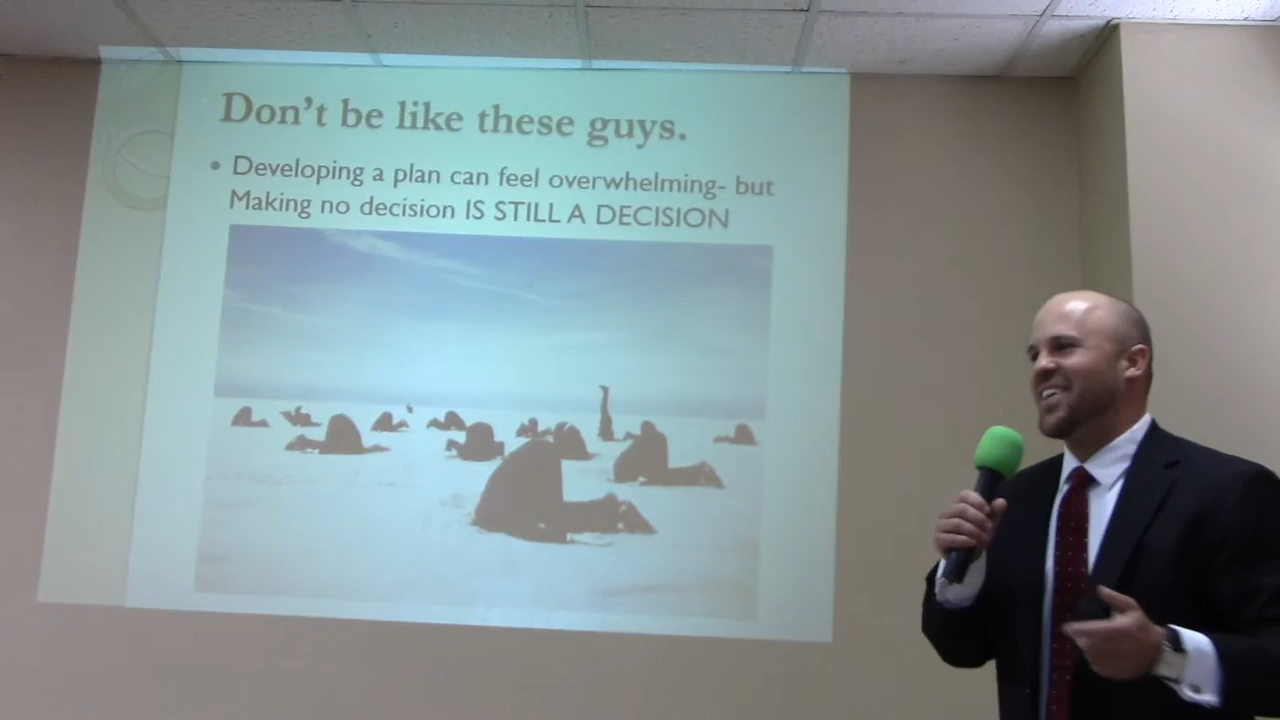 Don't be like these guys.
• Developing a plan can feel overwhelming- but
Making no decision IS STILL A DECISION